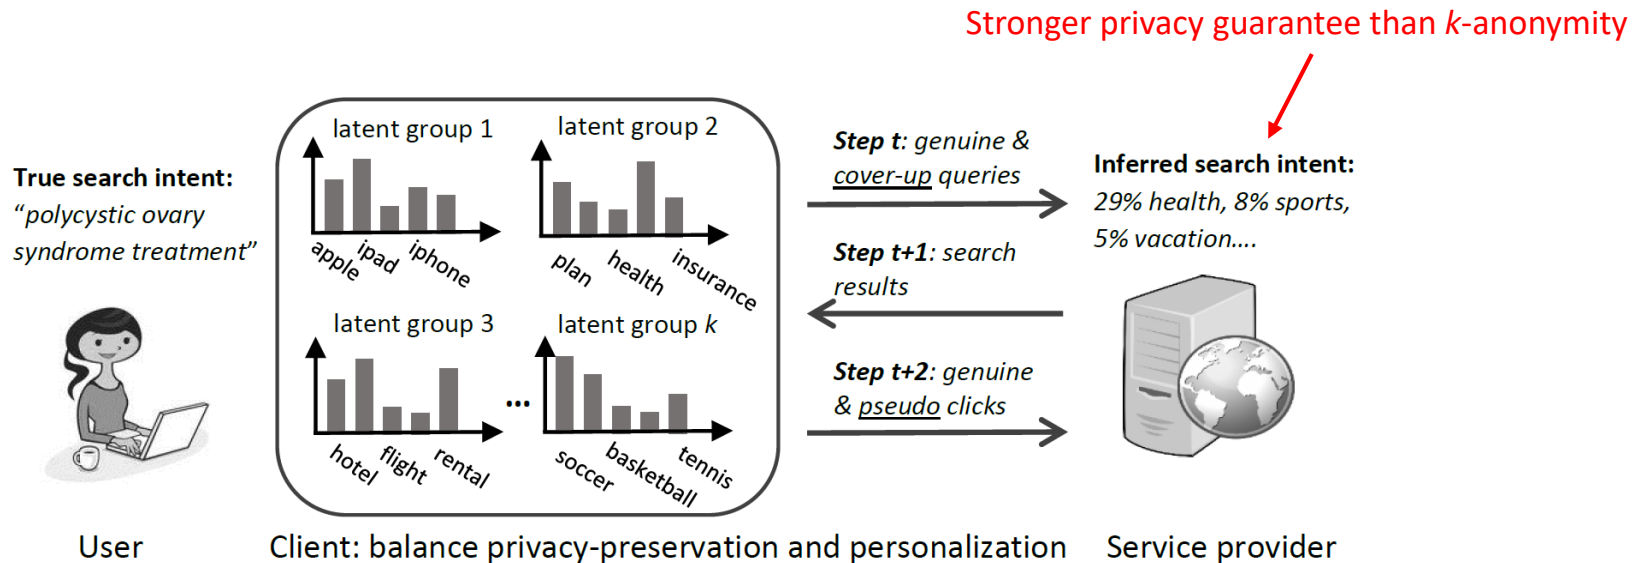 Stronger privacy guarantee than k-anonymity
True search intent:
“polycystic ovary
syndrome treatment”
User
latent group 1
apple
ipad
iphone
latent group 2
plan
health
insurance
latent group 3
hotel
flight
rental
...
latent group k
soccer
basketball
tennis
Client: balance privacy-preservation and personalization
Step t: genuine &
cover-up queries
Step t+1: search
results
Step t+2: genuine
& pseudo clicks
Inferred search intent:
29% health, 8% sports,
5% vacation....
Service provider